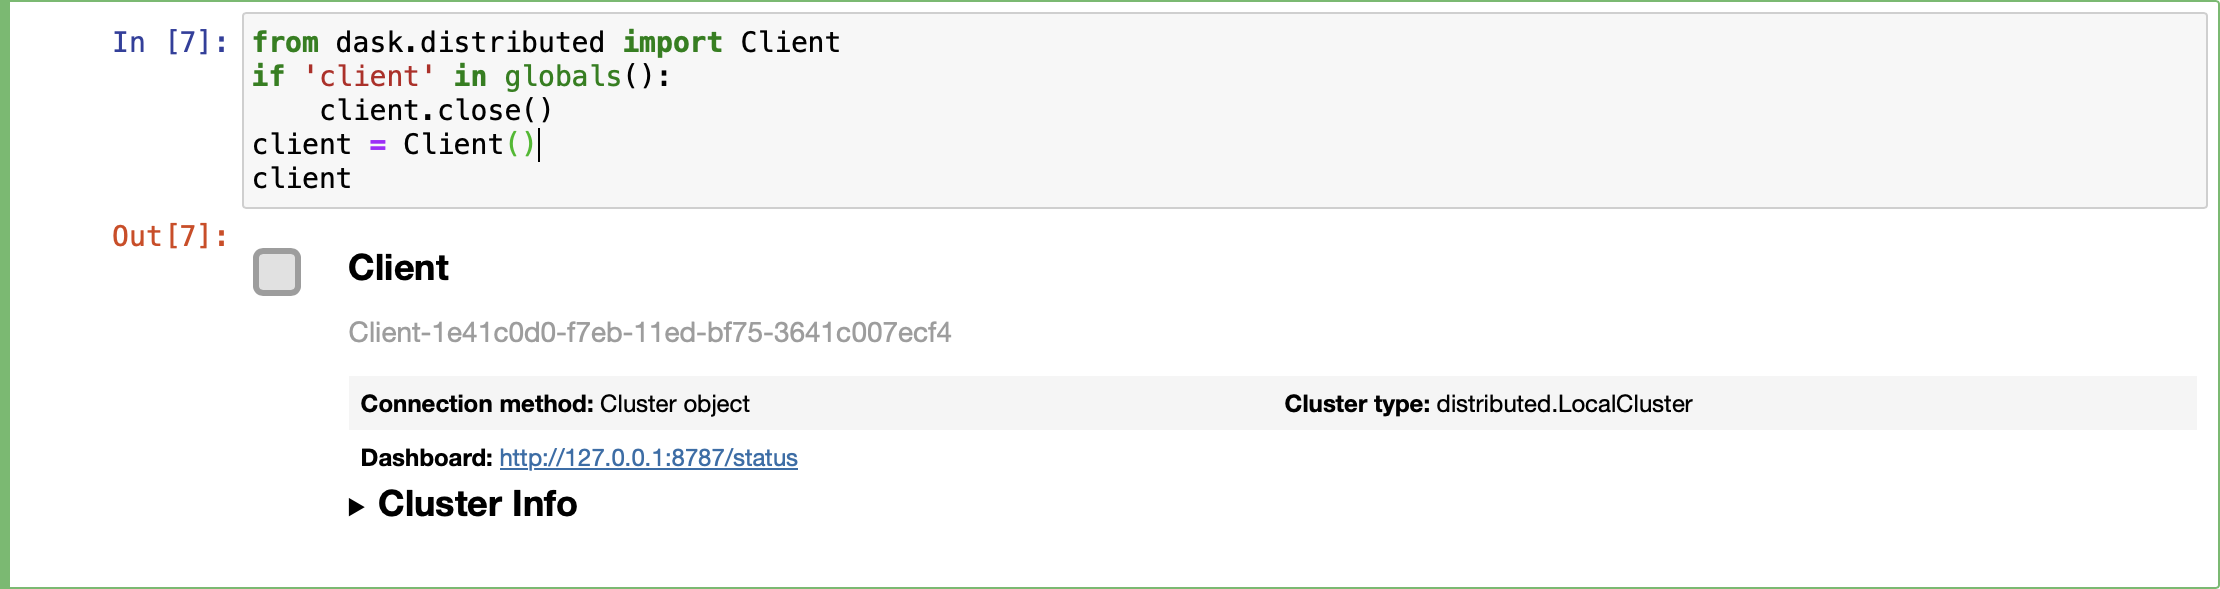 In [7]: from dask.distributed import Client
if 'client' in globals():
    client.close()
client = Client()
client
Out[7]:
Client
Client-1e41c0d0-f7eb-11ed-bf75-3641c007ecf4
Connection method: Cluster object Cluster type: distributed.LocalCluster
Dashboard: http://127.0.0.1:8787/status
▶ Cluster Info